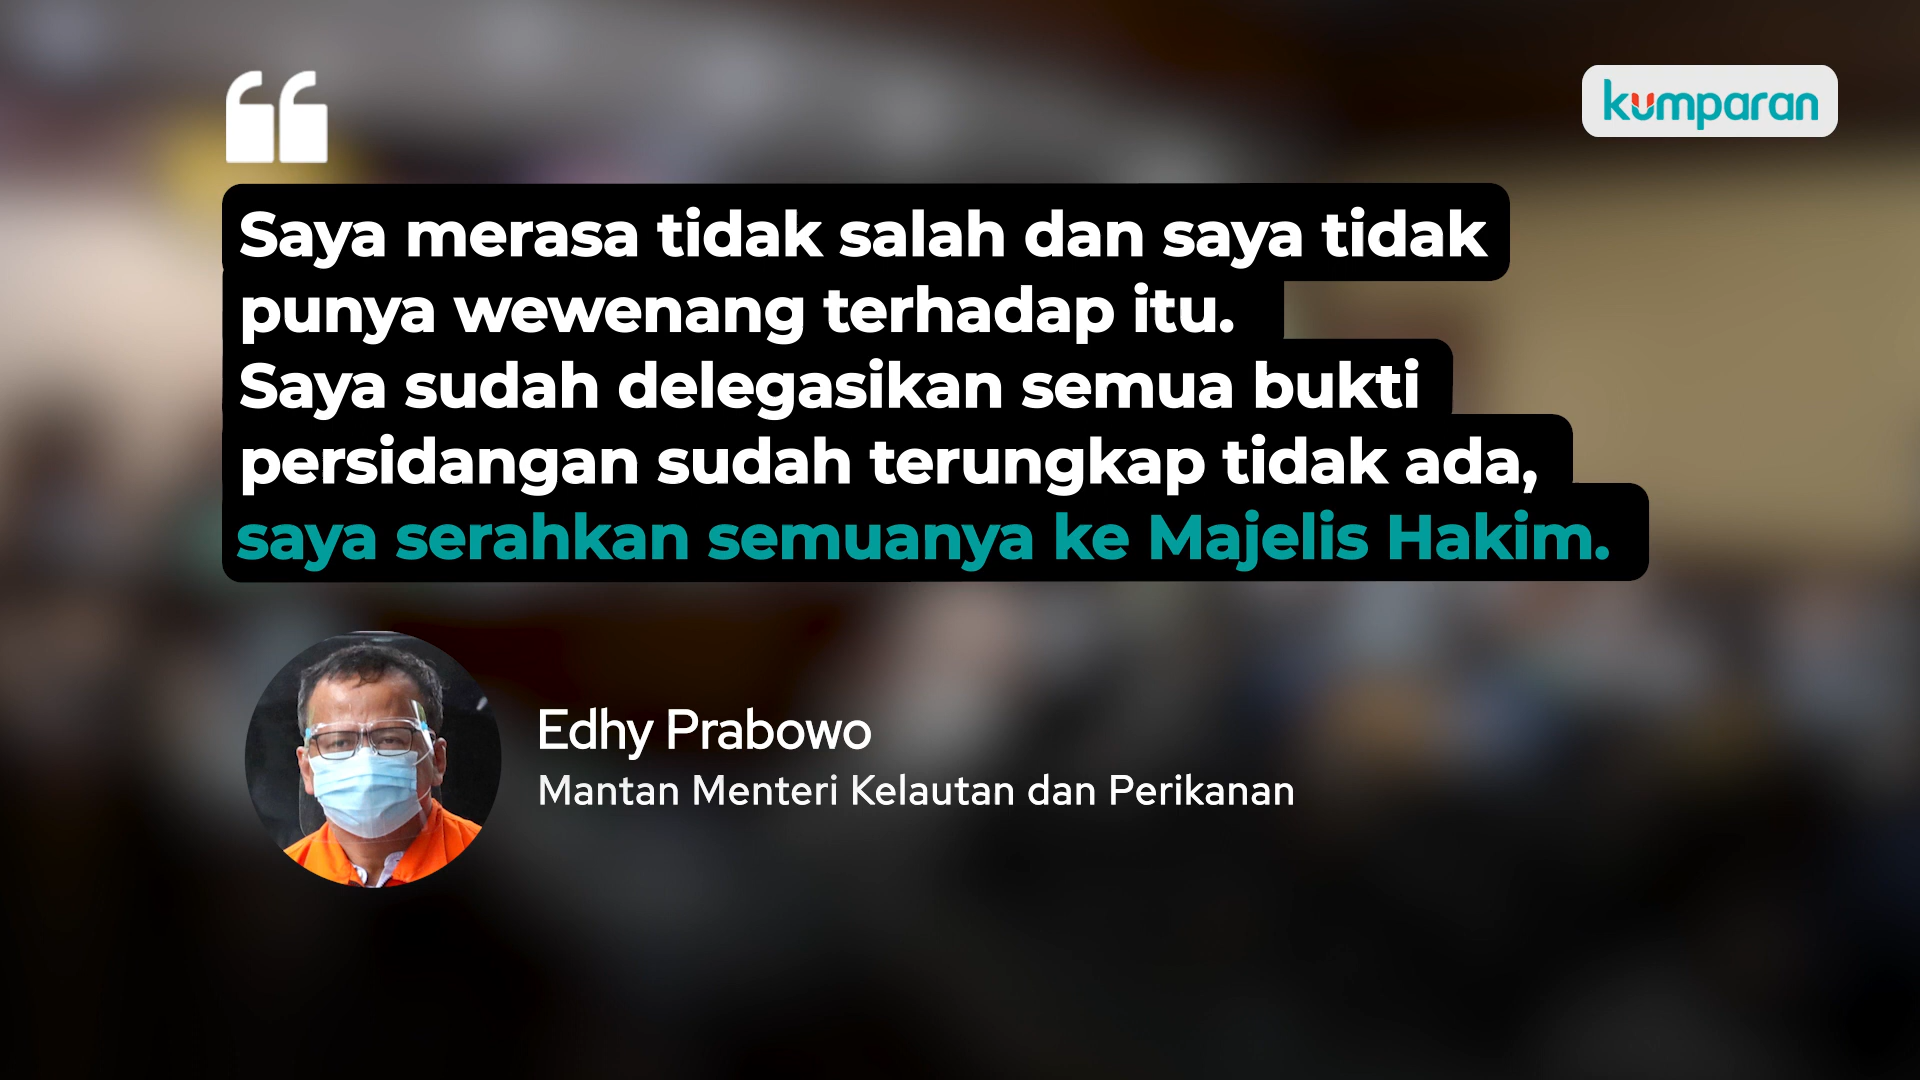 kumparan
“
Saya merasa tidak salah dan saya tidak
punya wewenang terhadap itu.
Saya sudah delegasikan semua bukti
persidangan sudah terungkap tidak ada,
saya serahkan semuanya ke Majelis Hakim.
Edhy Prabowo
Mantan Menteri Kelautan dan Perikanan